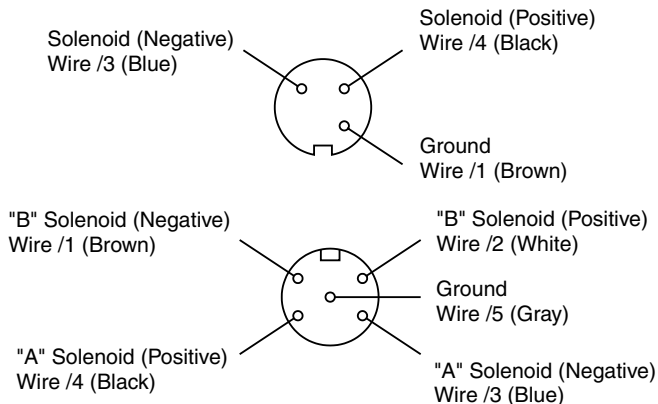 Solenoid (Negative)
Wire /3 (Blue)
Solenoid (Positive)
Wire /4 (Black)
Ground
Wire /1 (Brown)
"B" Solenoid (Negative)
Wire /1 (Brown)
"B" Solenoid (Positive)
Wire /2 (White)
Ground
Wire /5 (Gray)
"A" Solenoid (Positive)
Wire /4 (Black)
"A" Solenoid (Negative)
Wire /3 (Blue)